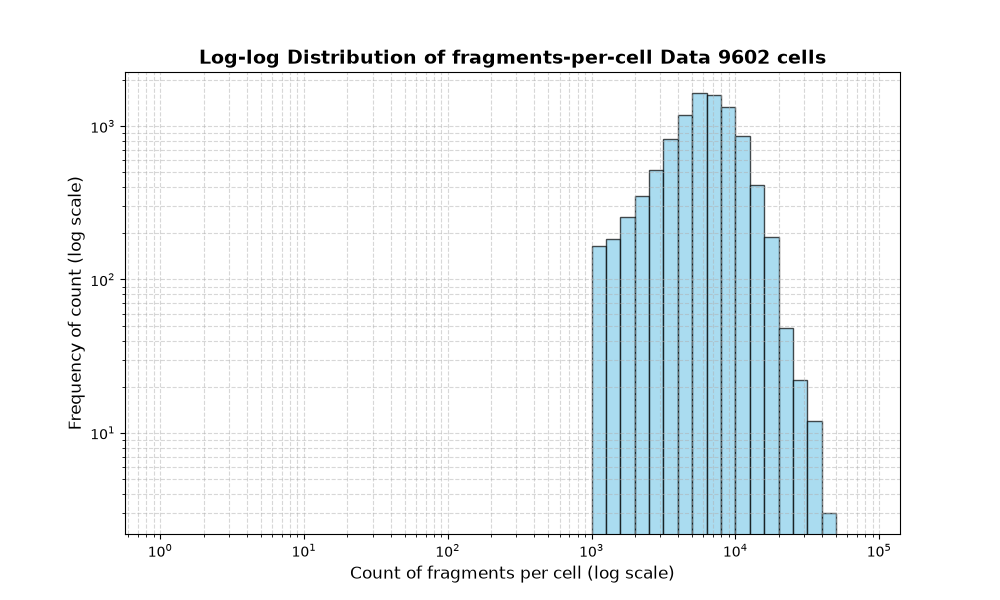 Log-log Distribution of fragments-per-cell Data 9602 cells
Frequency of count (log scale)
10³
10²
10¹
10⁰ 10¹ 10² 10³ 10⁴ 10⁵
Count of fragments per cell (log scale)